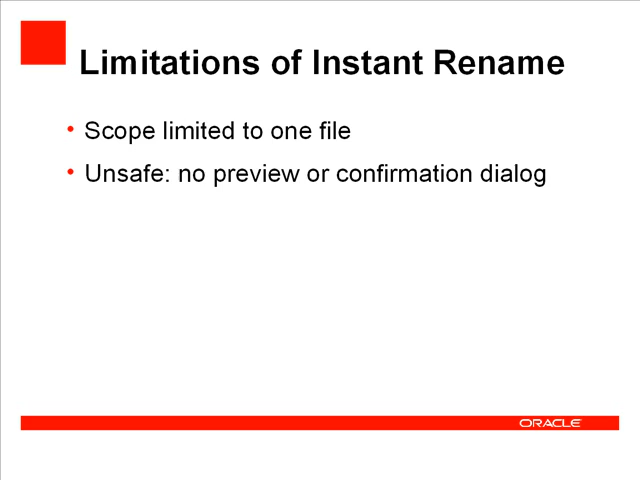 Limitations of Instant Rename
• Scope limited to one file
• Unsafe: no preview or confirmation dialog
ORACLE